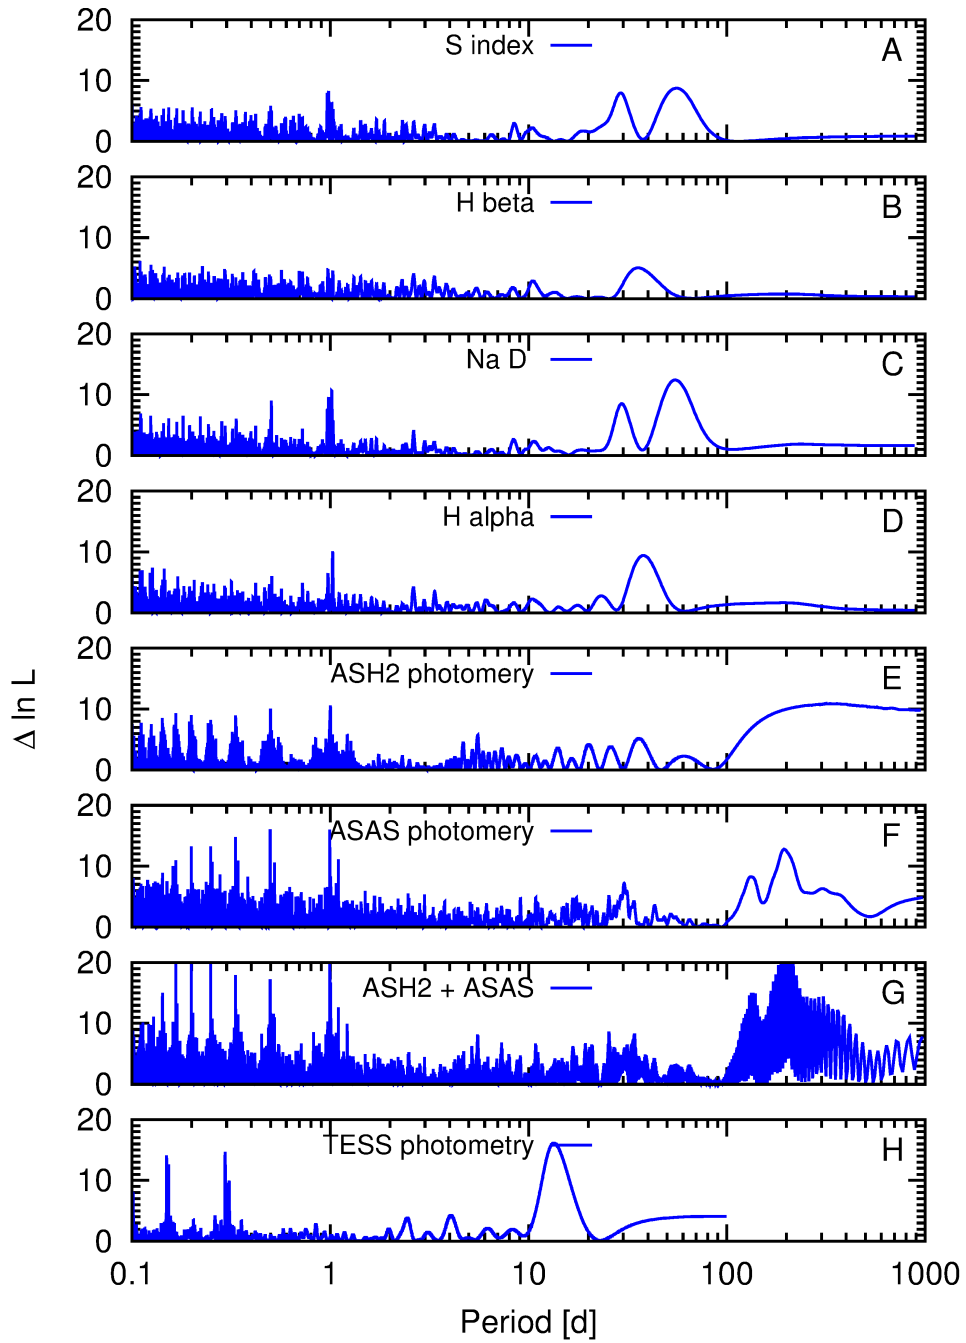 20
S index
A
10
0
20
H beta
B
10
0
20
Na D
C
10
0
20
H alpha
D
10
0
20
ASH2 photomery
E
10
0
20
ASAS photomery
F
10
0
20
ASH2 + ASAS
G
10
0
20
TESS photometry
H
10
0
0.1 1 10 100 1000
Period [d]
Δ ln L